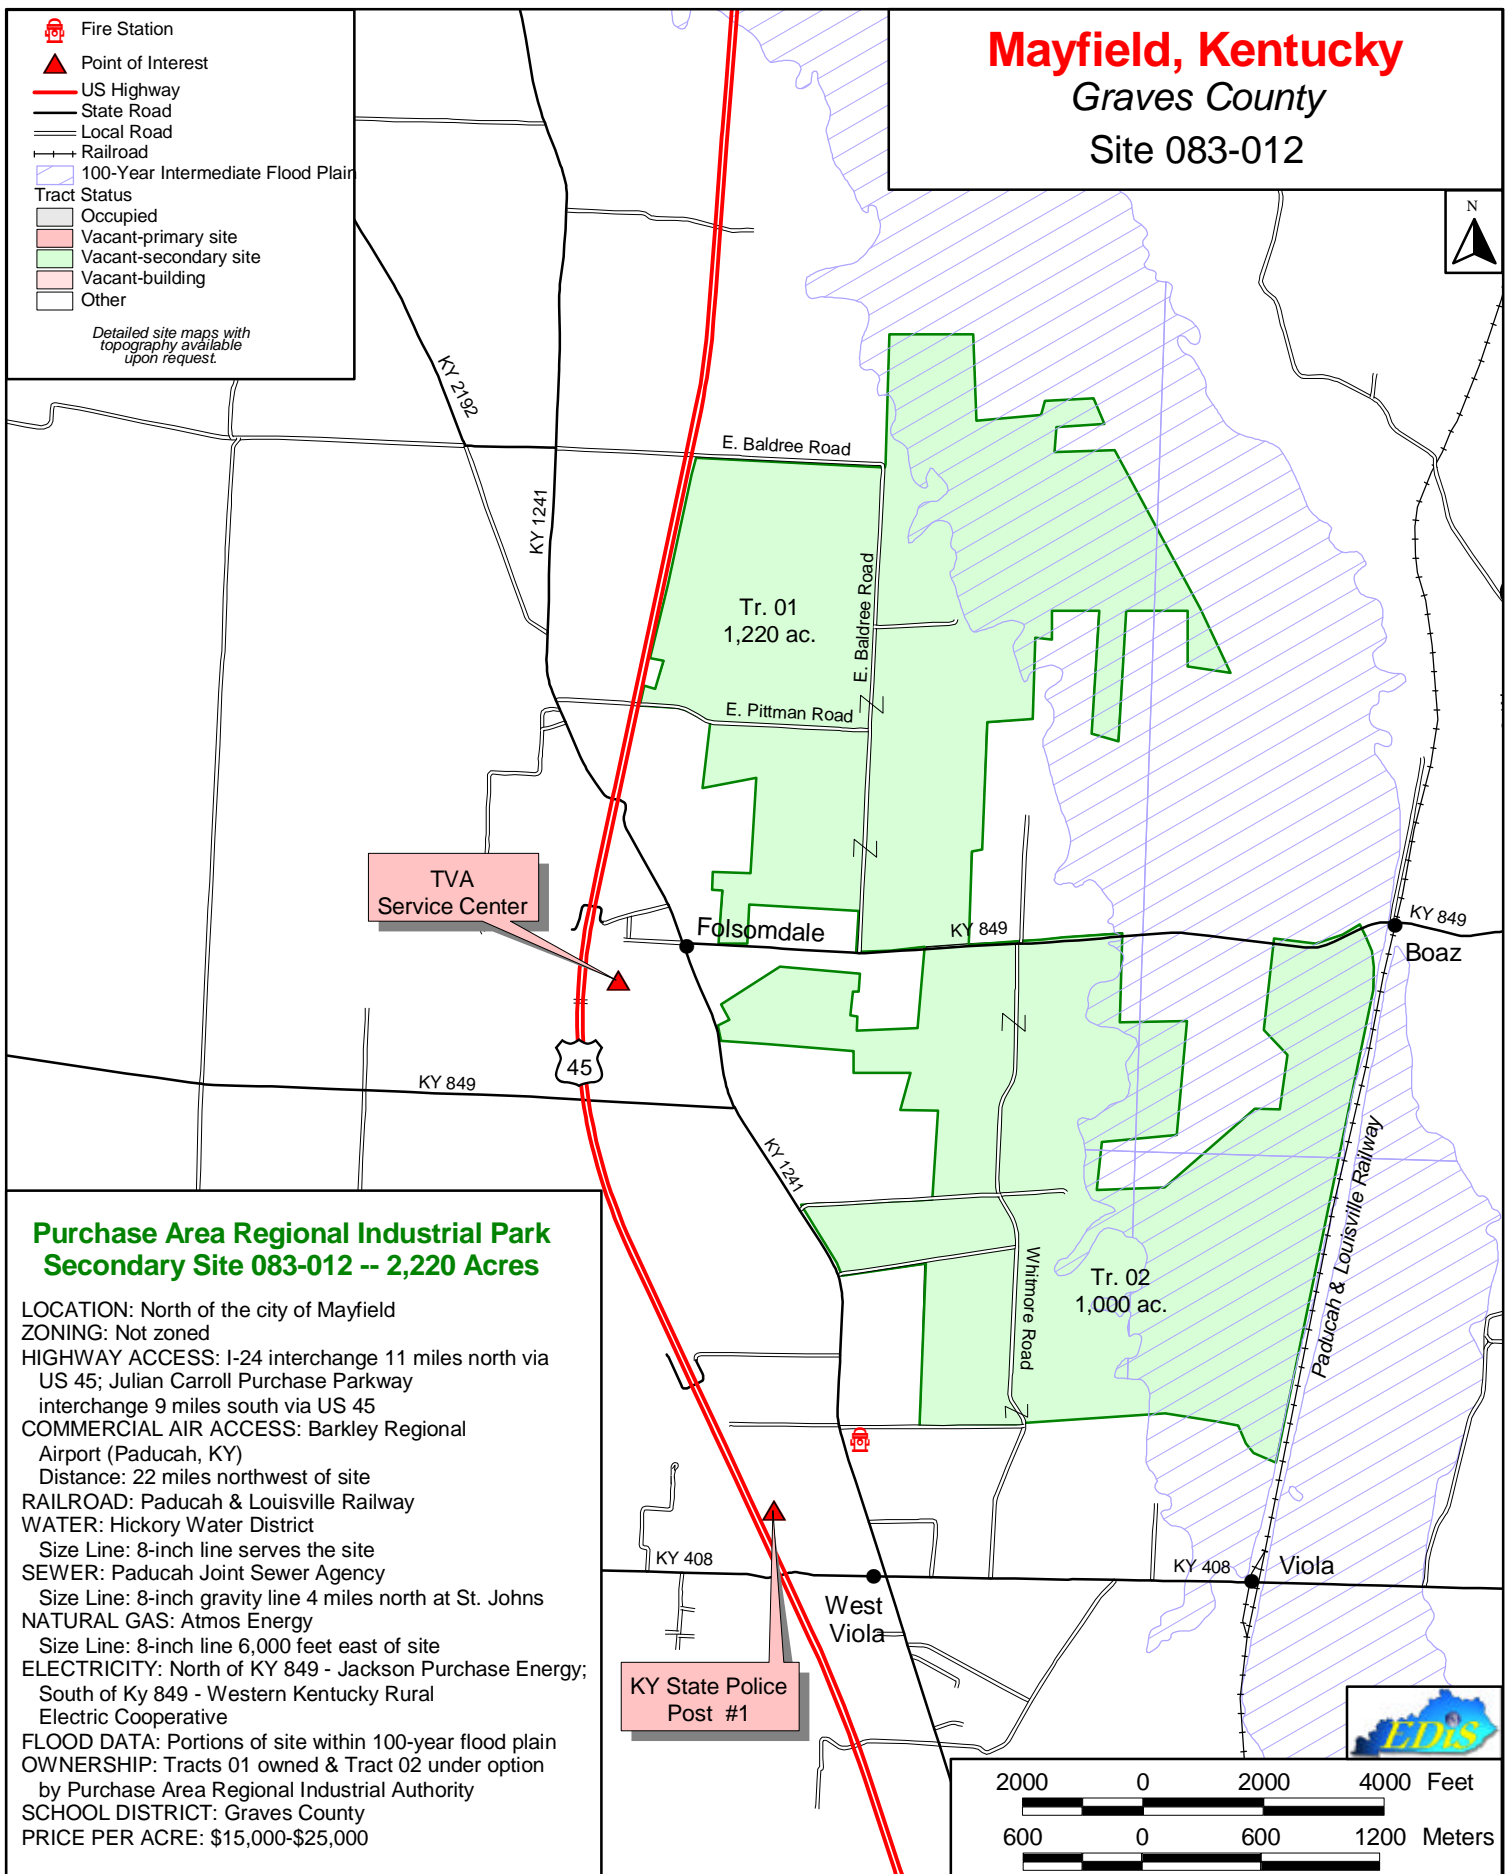 Fire Station
Point of Interest
US Highway
State Road
Local Road
Railroad
100-Year Intermediate Flood Plain
Tract Status
Occupied
Vacant-primary site
Vacant-secondary site
Vacant-building
Other
Detailed site maps with
topography available
upon request.
Mayfield, Kentucky
Graves County
Site 083-012
N
KY 2192
KY 1241
E. Baldree Road
E. Baldree Road
Tr. 01
1,220 ac.
E. Pittman Road
TVA
Service Center
Folsomdale
KY 849
KY 849
Boaz
45
KY 849
KY 1241
Whitmore Road
Tr. 02
1,000 ac.
Paducah & Louisville Railway
KY 408
KY 408
Viola
West
Viola
KY State Police
Post #1
Purchase Area Regional Industrial Park
Secondary Site 083-012 -- 2,220 Acres
LOCATION: North of the city of Mayfield
ZONING: Not zoned
HIGHWAY ACCESS: I-24 interchange 11 miles north via
US 45; Julian Carroll Purchase Parkway
interchange 9 miles south via US 45
COMMERCIAL AIR ACCESS: Barkley Regional
Airport (Paducah, KY)
Distance: 22 miles northwest of site
RAILROAD: Paducah & Louisville Railway
WATER: Hickory Water District
Size Line: 8-inch line serves the site
SEWER: Paducah Joint Sewer Agency
Size Line: 8-inch gravity line 4 miles north at St. Johns
NATURAL GAS: Atmos Energy
Size Line: 8-inch line 6,000 feet east of site
ELECTRICITY: North of KY 849 - Jackson Purchase Energy;
South of Ky 849 - Western Kentucky Rural
Electric Cooperative
FLOOD DATA: Portions of site within 100-year flood plain
OWNERSHIP: Tracts 01 owned & Tract 02 under option
by Purchase Area Regional Industrial Authority
SCHOOL DISTRICT: Graves County
PRICE PER ACRE: $15,000-$25,000
EDiS
2000 0 2000 4000 Feet
600 0 600 1200 Meters